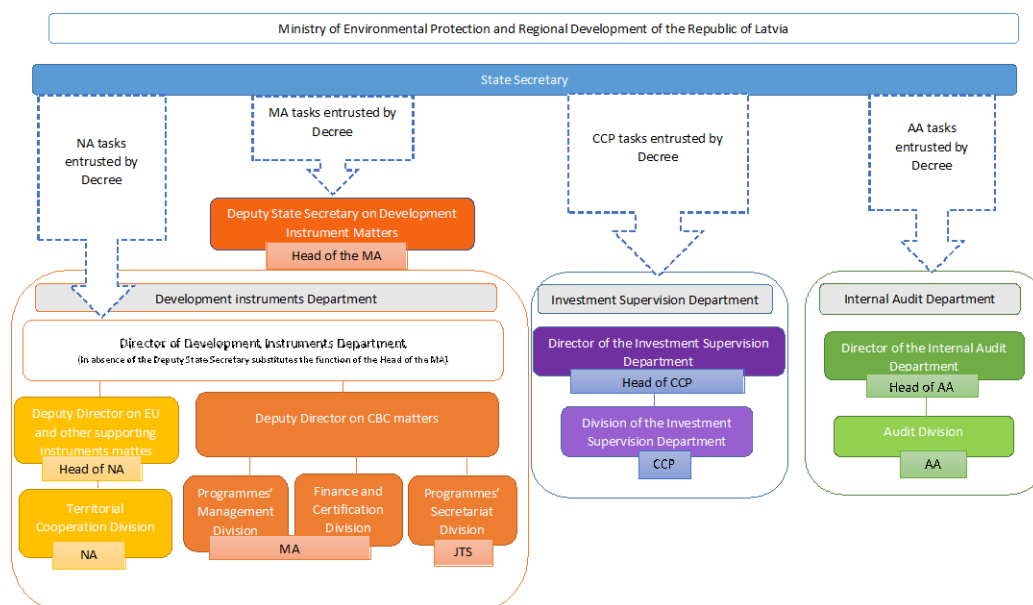 Ministry of Environmental Protection and Regional Development of the Republic of Latvia
State Secretary
NA tasks
entrusted by
Decree
MA tasks entrusted by
Decree
CCP tasks entrusted by
Decree
AA tasks
entrusted by
Decree
Deputy State Secretary on Development
Instrument Matters
Head of the MA
Development instruments Department
Director of Development Instruments Department
(In absence of the Deputy State Secretary substitutes the function of the Head of the MA)
Deputy Director on EU
and other supporting
instruments mattes
Head of NA
Territorial
Cooperation Division
NA
Deputy Director on CBC matters
Programmes'
Management
Division
Finance and
Certification
Division
MA
Programmes'
Secretariat
Division
JTS
Investment Supervision Department
Director of the Investment Supervision
Department
Head of CCP
Division of the Investment
Supervision Department
CCP
Internal Audit Department
Director of the Internal Audit
Department
Head of AA
Audit Division
AA